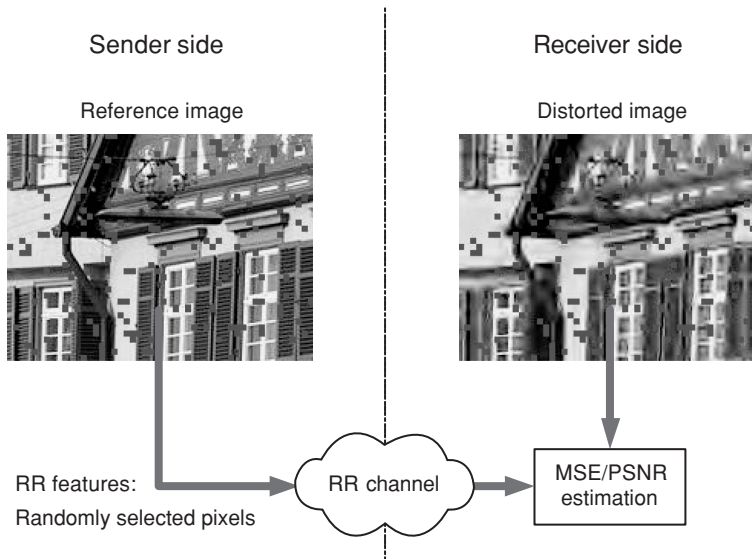 Sender side
Receiver side
Reference image
Distorted image
RR features:
Randomly selected pixels
RR channel
MSE/PSNR
estimation